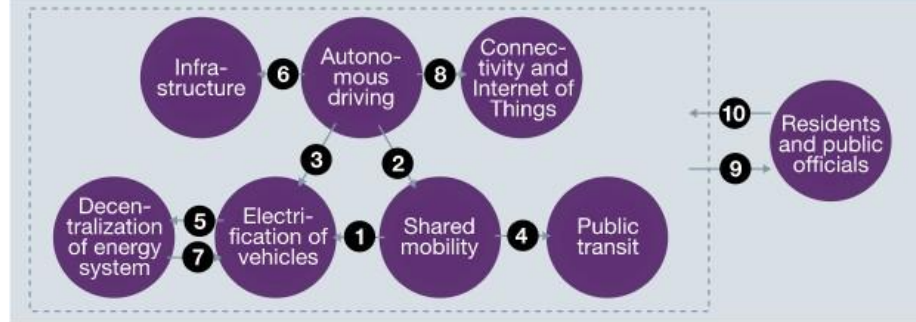 Infra-
structure
6
Autono-
mous
driving
8
Connec-
tivity and
Internet of
Things
10
9
Residents
and public
officials
3
2
Decen-
tralization
of energy
system
5
7
Electri-
fication of
vehicles
1
Shared
mobility
4
Public
transit